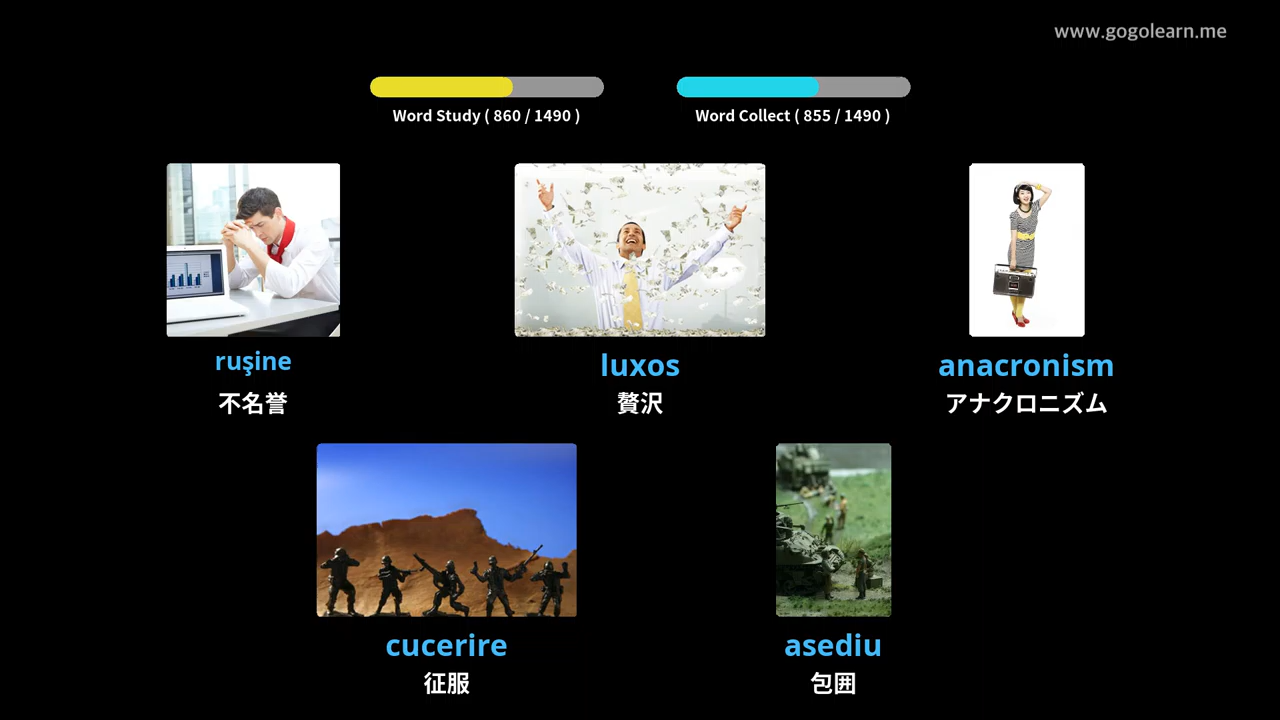 www.gogolearn.me
Word Study ( 860 / 1490 )
Word Collect ( 855 / 1490 )
ruşine
不名誉
luxos
贅沢
anacronism
アナクロニズム
cucerire
征服
asediu
包囲